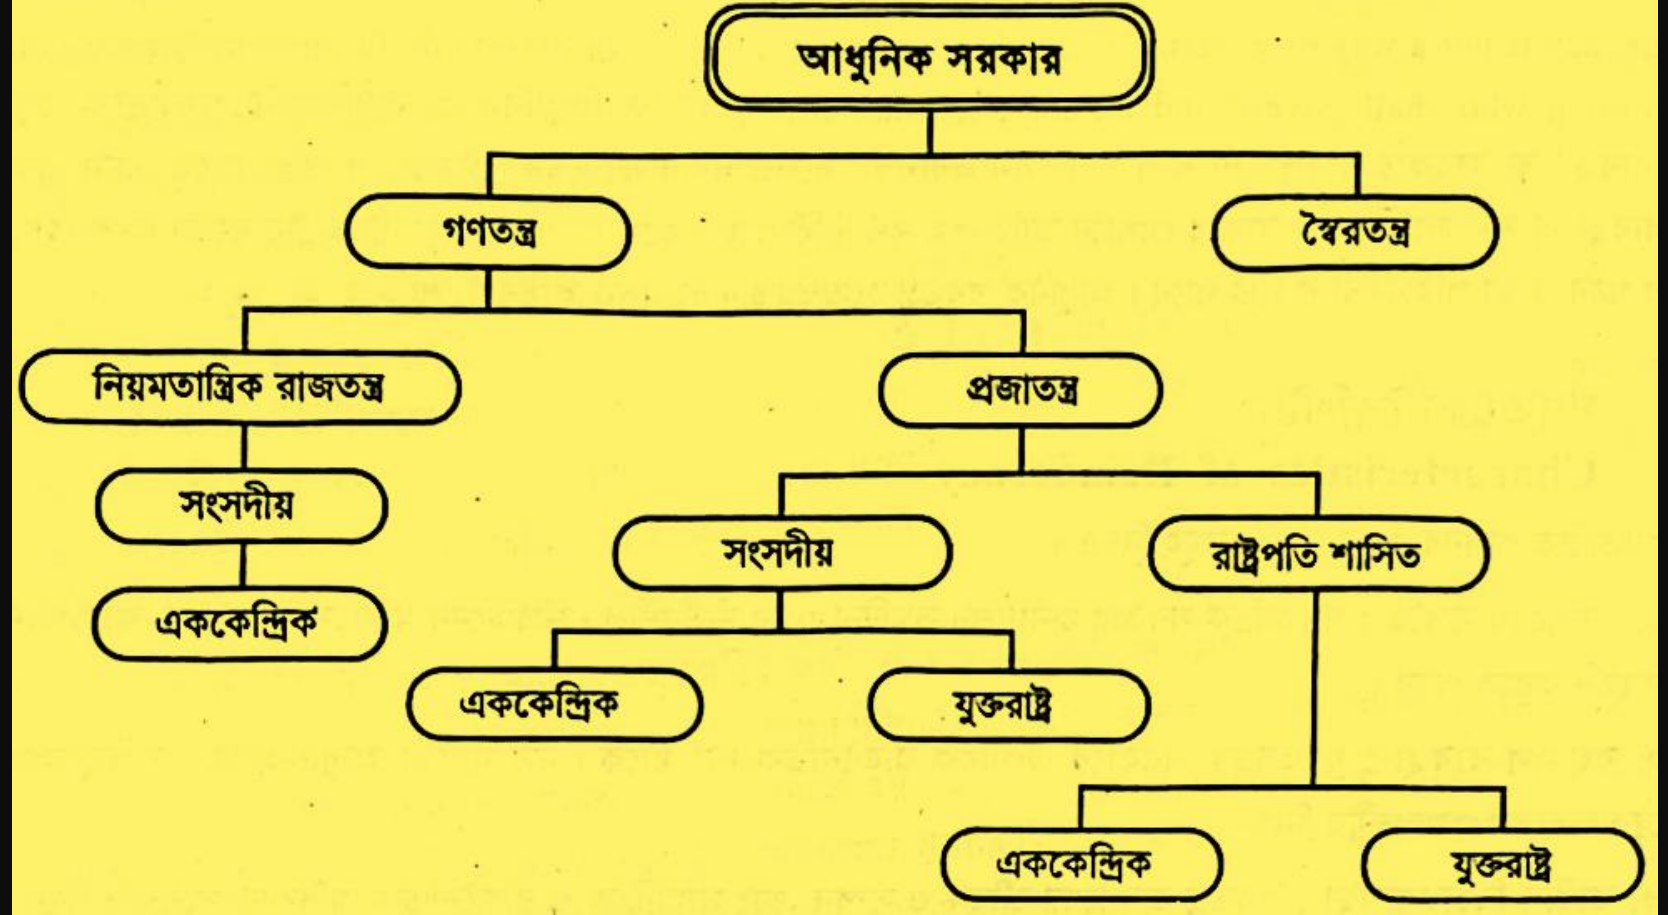 আধুনিক সরকার
গণতন্ত্র
স্বৈরতন্ত্র
নিয়মতান্ত্রিক রাজতন্ত্র
প্রজাতন্ত্র
সংসদীয়
সংসদীয়
রাষ্ট্রপতি শাসিত
এককেন্দ্রিক
এককেন্দ্রিক
যুক্তরাষ্ট্র
এককেন্দ্রিক
যুক্তরাষ্ট্র